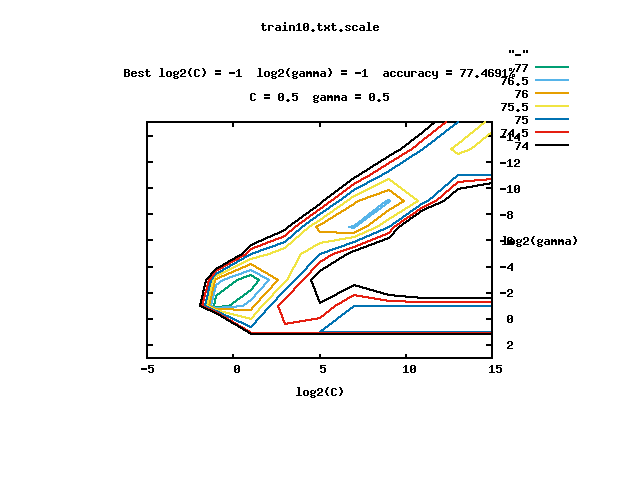 train10.txt.scale
"-"
Best log2(C) = -1 log2(gamma) = -1 accuracy = 77.4691%
77
76.5
C = 0.5 gamma = 0.5
76
75.5
75
74.5
74
-14
-12
-10
-8
-6
log2(gamma)
-4
-2
0
2
-5 0 5 10 15
log2(C)